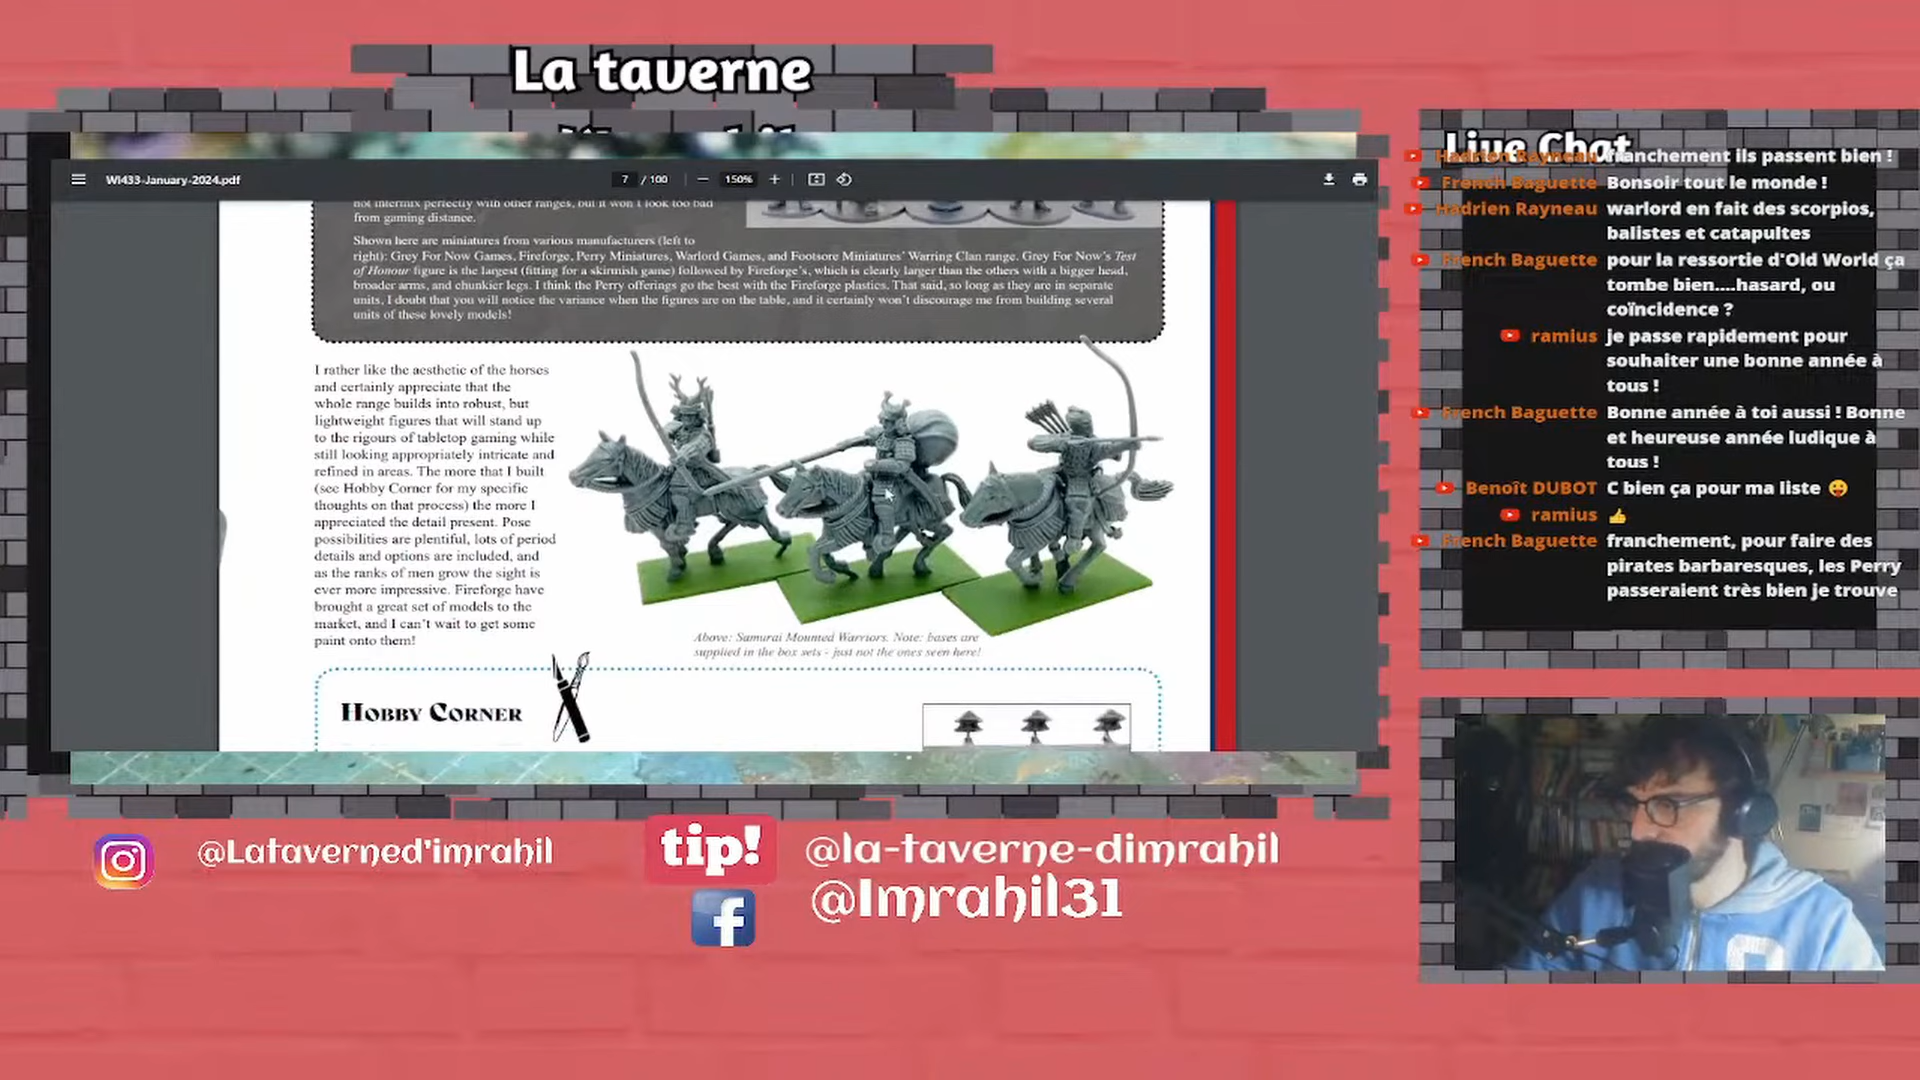 La taverne
WI433-January-2024.pdf
7 / 100
150%
not intermix perfectly with other ranges, but it won't look too bad
from gaming distance.
Shown here are miniatures from various manufacturers (left to
right): Grey For Now Games, Fireforge, Perry Miniatures, Warlord Games, and Footsore Miniatures' Warring Clan range. Grey For Now's Test
of Honour figure is the largest (fitting for a skirmish game) followed by Fireforge's, which is clearly larger than the others with a bigger head,
broader arms, and chunkier legs. I think the Perry offerings go the best with the Fireforge plastics. That said, so long as they are in separate
units, I doubt that you will notice the variance when the figures are on the table, and it certainly won't discourage me from building several
units of these lovely models!
I rather like the aesthetic of the horses
and certainly appreciate that the
whole range builds into robust, but
lightweight figures that will stand up
to the rigours of tabletop gaming while
still looking appropriately intricate and
refined in areas. The more that I built
(see Hobby Corner for my specific
thoughts on that process) the more I
appreciated the detail present. Pose
possibilities are plentiful, lots of period
details and options are included, and
as the ranks of men grow the sight is
ever more impressive. Fireforge have
brought a great set of models to the
market, and I can't wait to get some
paint onto them!
Above: Samurai Mounted Warriors. Note: bases are
supplied in the box sets - just not the ones seen here!
Hobby Corner
Live Chat
Hadrien Rayneau franchement ils passent bien !
French Baguette Bonsoir tout le monde !
Hadrien Rayneau warlord en fait des scorpios,
balistes et catapultes
French Baguette pour la ressortie d'Old World ça
tombe bien....hasard, ou
coïncidence ?
ramius je passe rapidement pour
souhaiter une bonne année à
tous !
French Baguette Bonne année à toi aussi ! Bonne
et heureuse année ludique à
tous !
Benoît DUBOT C bien ça pour ma liste 😛
ramius 👍
French Baguette franchement, pour faire des
pirates barbaresques, les Perry
passeraient très bien je trouve
@Lataverned'imrahil
tip!
@la-taverne-dimrahil
@Imrahil31